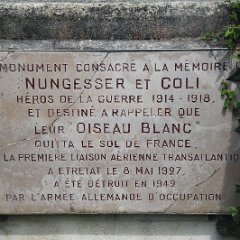 MONUMENT CONSACRÉ A LA MÉMOIRE D
NUNGESSER ET COLI
HÉROS DE LA GUERRE 1914-1918,
ET DESTINÉ A RAPPELER QUE
LEUR "OISEAU BLANC"
QUITTA LE SOL DE FRANCE,
LA PREMIÈRE LIAISON AÉRIENNE TRANSATLANTIQ
A ETRETAT LE 8 MAI 1927,
A ÉTÉ DÉTRUIT EN 1942
PAR L'ARMÉE ALLEMANDE D'OCCUPATION.